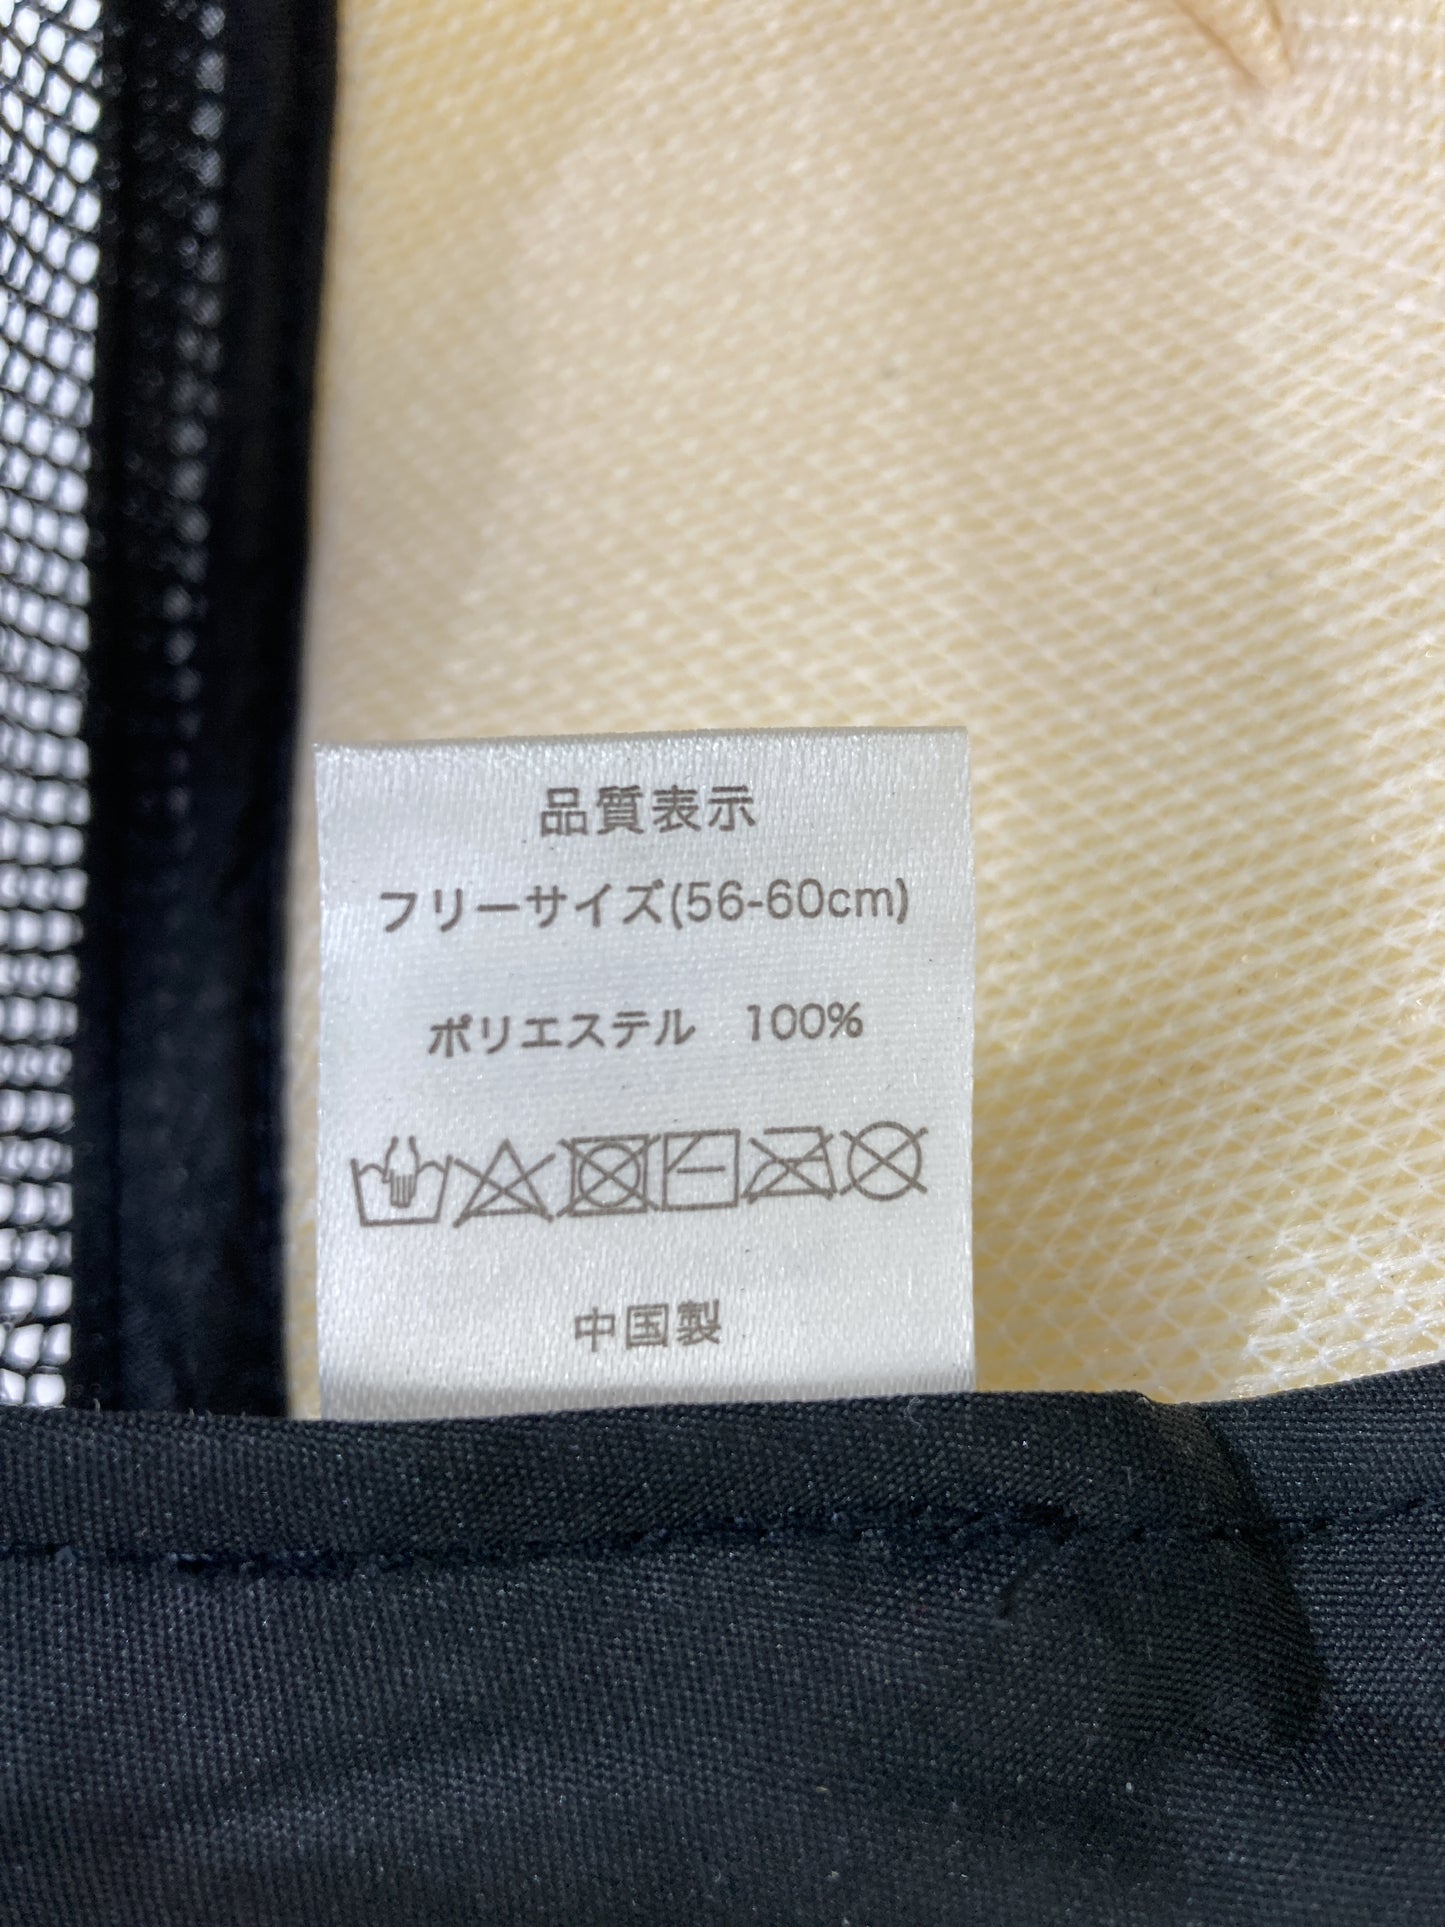 品質表示
フリーサイズ(56-60cm)
ポリエステル 100%
中国製